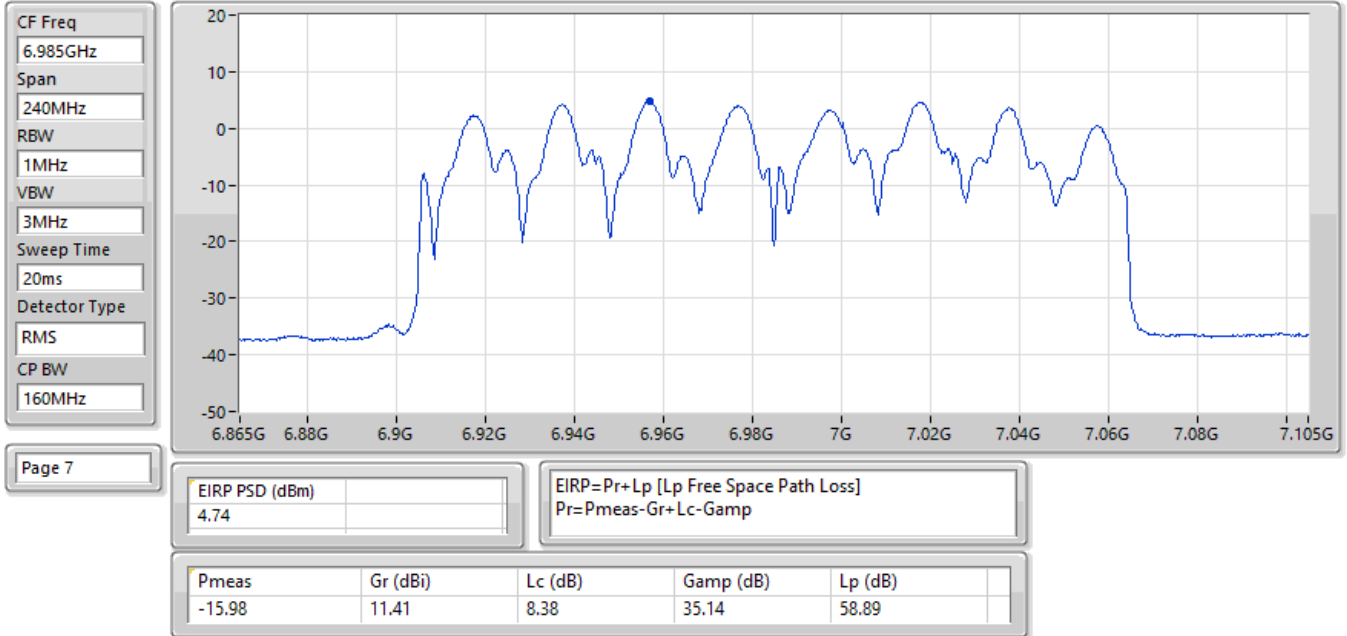 CF Freq
6.985GHz
Span
240MHz
RBW
1MHz
VBW
3MHz
Sweep Time
20ms
Detector Type
RMS
CP BW
160MHz
Page 7
20
10
0
-10
-20
-30
-40
-50
6.865G 6.88G 6.9G 6.92G 6.94G 6.96G 6.98G 7G 7.02G 7.04G 7.06G 7.08G 7.105G
EIRP PSD (dBm)
4.74
EIRP=Pr+Lp [Lp Free Space Path Loss]
Pr=Pmeas-Gr+Lc-Gamp
Pmeas Gr (dBi) Lc (dB) Gamp (dB) Lp (dB)
-15.98 11.41 8.38 35.14 58.89